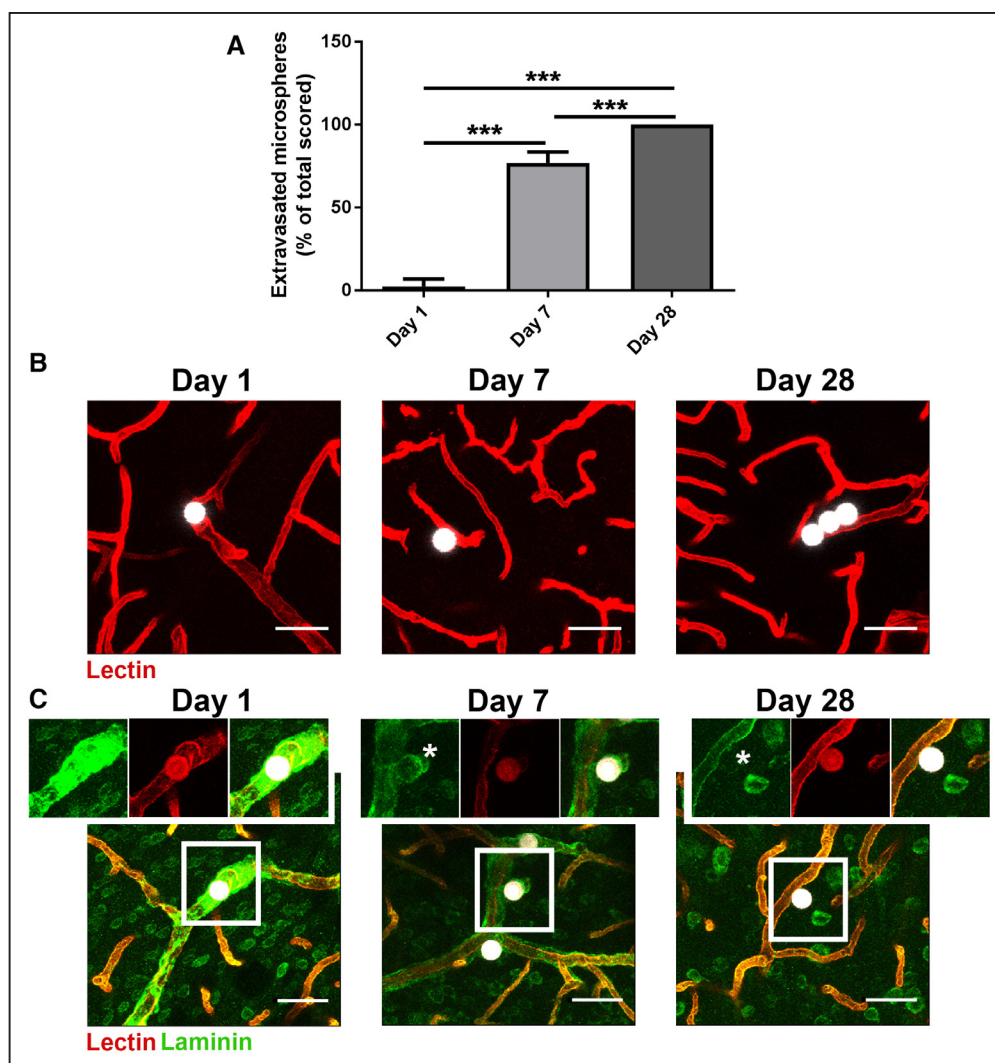 A
Extravasated microspheres
(% of total scored)
150
100
50
0
***
***
***
Day 1
Day 7
Day 28
B
Day 1
Day 7
Day 28
Lectin
C
Day 1
Day 7
Day 28
*
*
Lectin Laminin